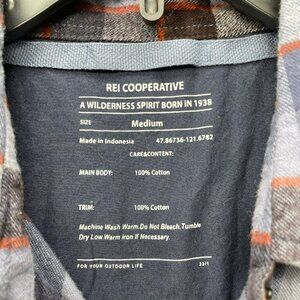 REI COOPERATIVE
A WILDERNESS SPIRIT BORN IN 1938
SIZE Medium
Made in Indonesia 47.86736-121.6782
CARE&CONTENT:
MAIN BODY: 100% Cotton
TRIM: 100% Cotton
Machine Wash Warm.Do Not Bleach.Tumble
Dry Low.Warm iron if Necessary.
FOR YOUR OUTDOOR LIFE 23/1